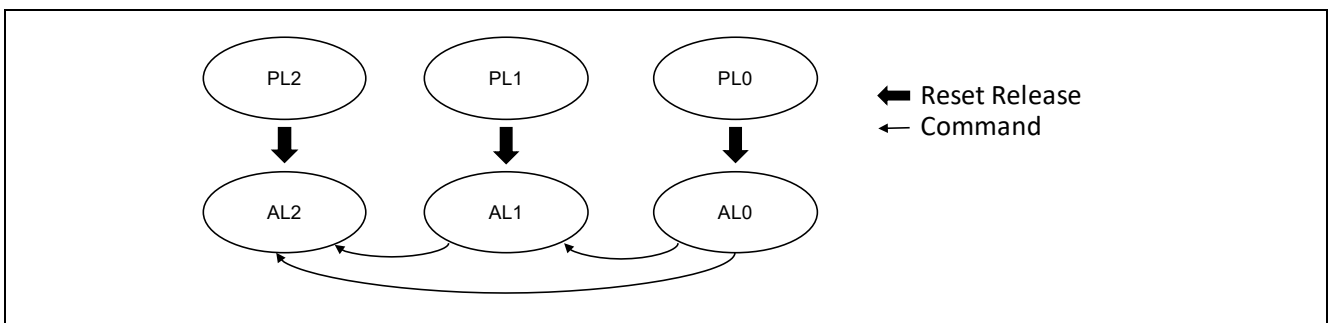 PL2
PL1
PL0
Reset Release
Command
AL2
AL1
AL0